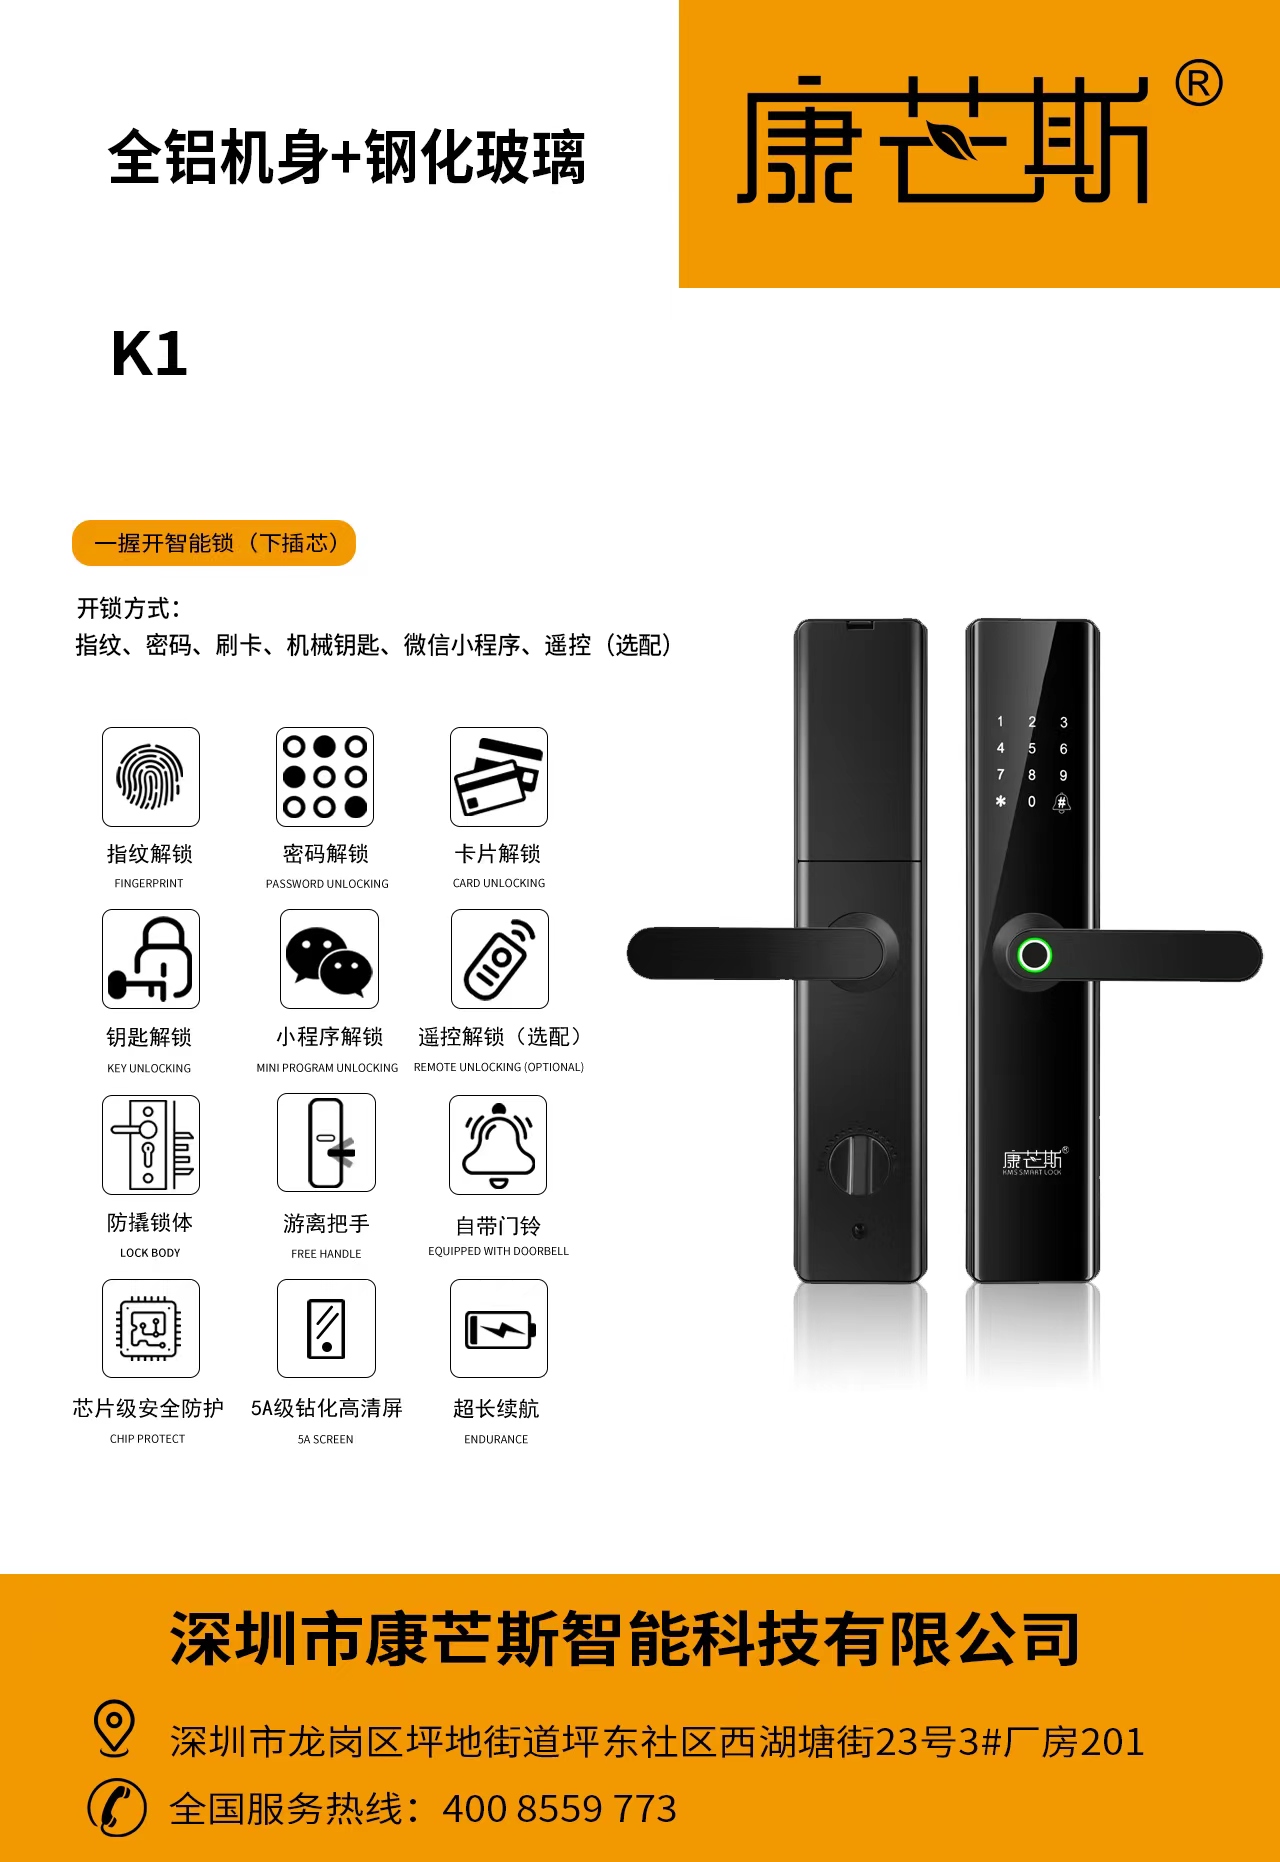 康芒斯®
全铝机身+钢化玻璃
K1
一握开智能锁（下插芯）
开锁方式：
指纹、密码、刷卡、机械钥匙、微信小程序、遥控（选配）
指纹解锁 密码解锁 卡片解锁
FINGERPRINT PASSWORD UNLOCKING CARD UNLOCKING
钥匙解锁 小程序解锁 遥控解锁（选配）
KEY UNLOCKING MINI PROGRAM UNLOCKING REMOTE UNLOCKING (OPTIONAL)
防撬锁体 游离把手 自带门铃
LOCK BODY FREE HANDLE EQUIPPED WITH DOORBELL
芯片级安全防护 5A级钻化高清屏 超长续航
CHIP PROTECT 5A SCREEN ENDURANCE
1 2 3
4 5 6
7 8 9
* 0 #
康芒斯®
KMS SMART LOCK
深圳市康芒斯智能科技有限公司
深圳市龙岗区坪地街道坪东社区西湖塘街23号3#厂房201
全国服务热线：400 8559 773